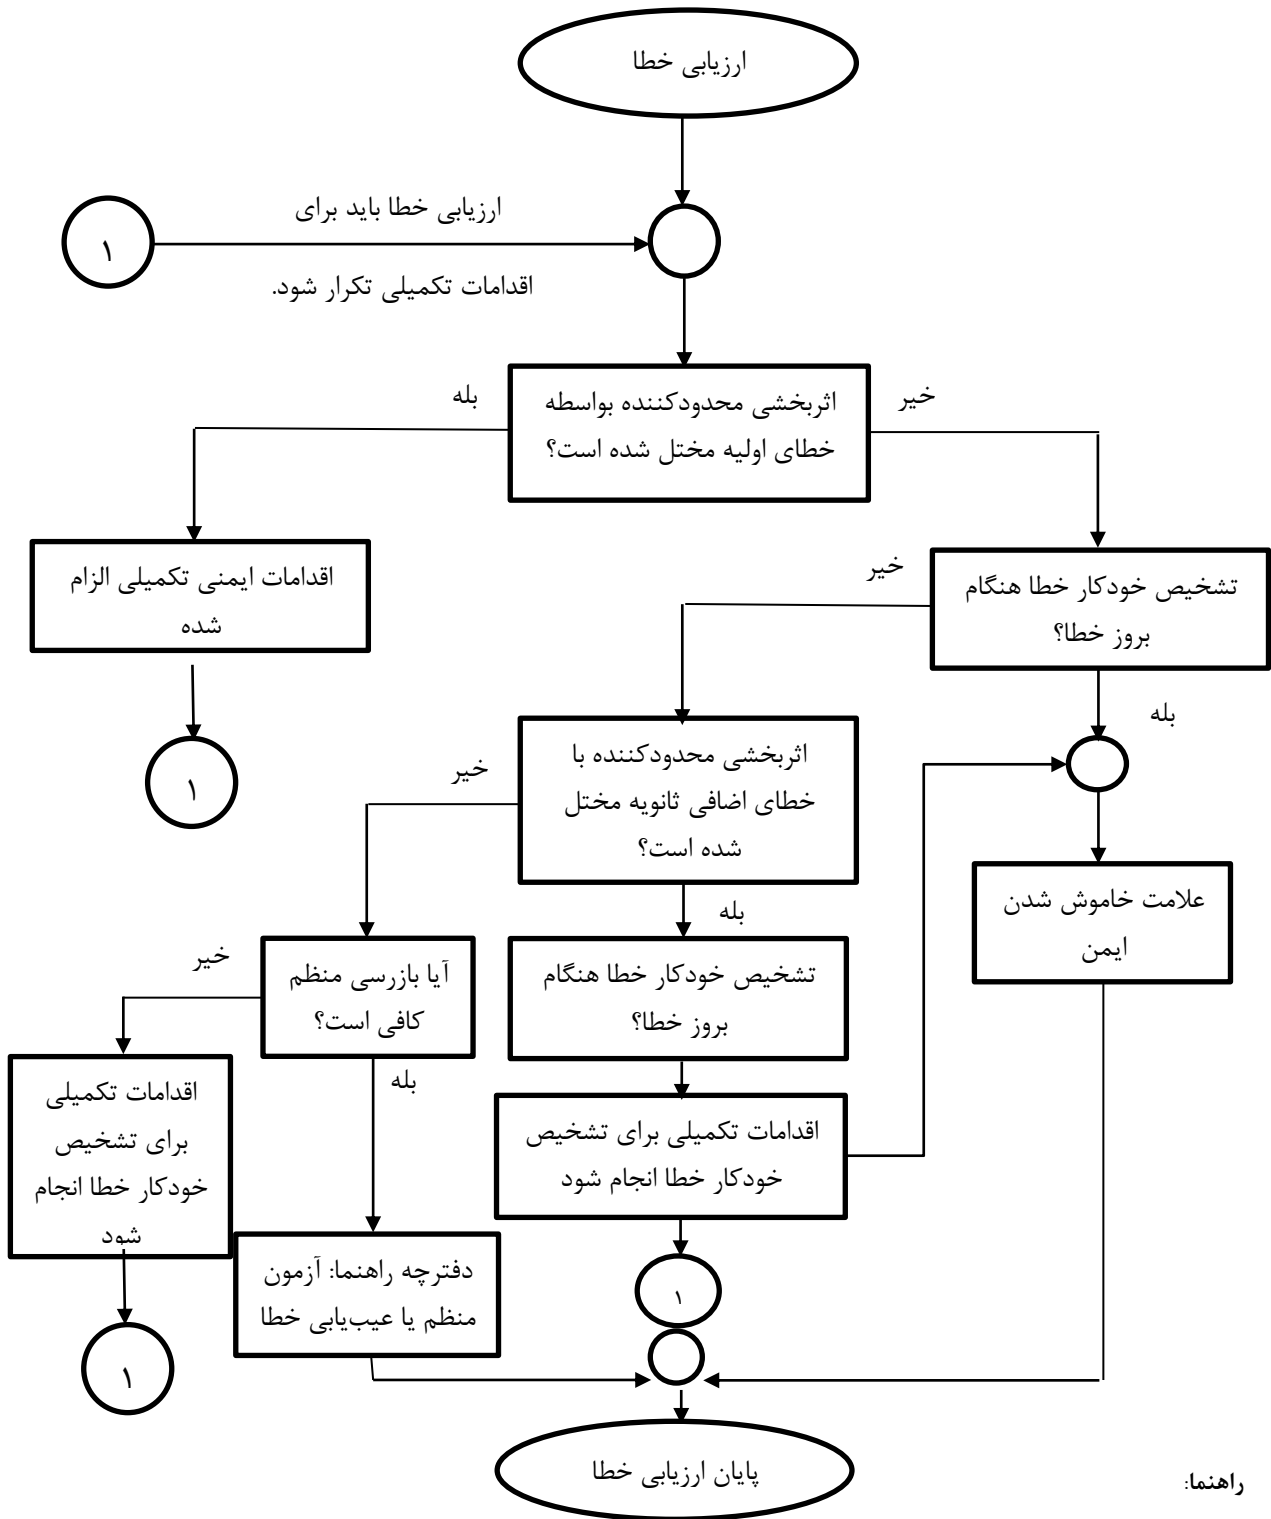 ارزیابی خطا
ارزیابی خطا باید برای
۱
اقدامات تکمیلی تکرار شود.
خیر
بله
اثربخشی محدودکننده بواسطه
خطای اولیه مختل شده است؟
تشخیص خودکار خطا هنگام
بروز خطا؟
خیر
اقدامات ایمنی تکمیلی الزام
شده
بله
۱
اثربخشی محدودکننده با
خطای اضافی ثانویه مختل
شده است؟
خیر
علامت خاموش شدن
ایمن
بله
تشخیص خودکار خطا هنگام
بروز خطا؟
آیا بازرسی منظم
کافی است؟
خیر
بله
اقدامات تکمیلی برای تشخیص
خودکار خطا انجام شود
اقدامات تکمیلی
برای تشخیص
خودکار خطا انجام
شود
دفترچه راهنما: آزمون
منظم یا عیب‌یابی خطا
۱
۱
پایان ارزیابی خطا
راهنما: